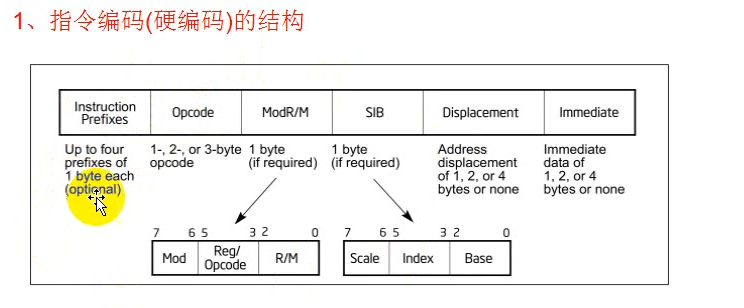 1、指令编码(硬编码)的结构
Instruction Prefixes
Opcode
ModR/M
SIB
Displacement
Immediate
Up to four
prefixes of
1 byte each
(optional)
1-, 2-, or 3-byte
opcode
1 byte
(if required)
1 byte
(if required)
Address
displacement
of 1, 2, or 4
bytes or none
Immediate
data of
1, 2, or 4
bytes or none
7 6 5 3 2 0
Mod
Reg/
Opcode
R/M
7 6 5 3 2 0
Scale
Index
Base